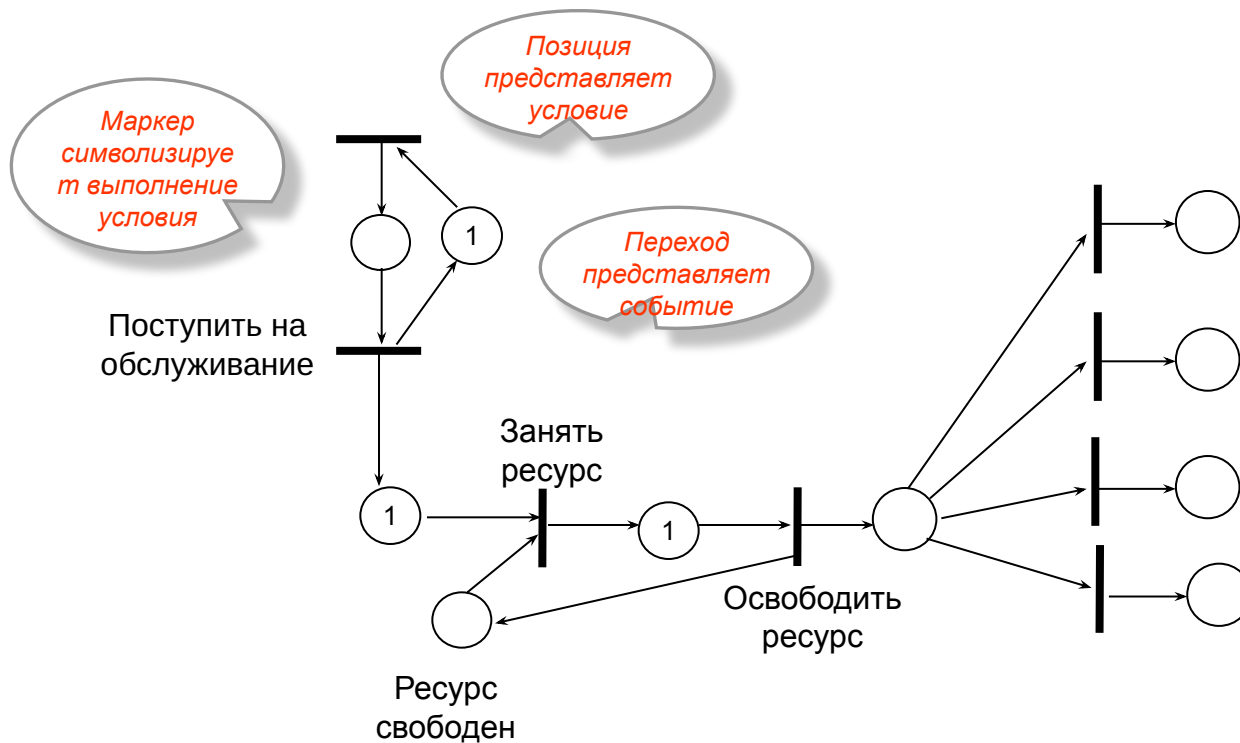 Позиция
представляет
условие
Маркер
символизируе
т выполнение
условия
1
Переход
представляет
событие
Поступить на
обслуживание
Занять
ресурс
1
1
Освободить
ресурс
Ресурс
свободен